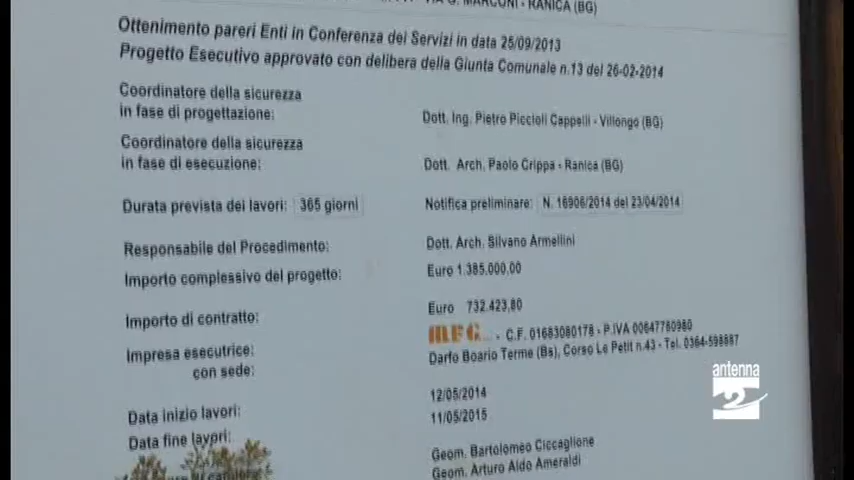 VIA G. MARCONI - RANICA (BG)
Ottenimento pareri Enti in Conferenza dei Servizi in data 25/09/2013
Progetto Esecutivo approvato con delibera della Giunta Comunale n.13 del 26-02-2014
Coordinatore della sicurezza
in fase di progettazione:
Dott. Ing. Pietro Piccioli Cappelli - Villongo (BG)
Coordinatore della sicurezza
in fase di esecuzione:
Dott. Arch. Paolo Crippa - Ranica (BG)
Durata prevista dei lavori: 365 giorni
Notifica preliminare: N. 16906/2014 del 23/04/2014
Responsabile del Procedimento:
Dott. Arch. Silvano Armellini
Importo complessivo del progetto:
Euro 1.385.000,00
Importo di contratto:
Euro 732.423,80
Impresa esecutrice:
MFG - C.F. 01683080178 - P.IVA 00647760980
con sede:
Darfo Boario Terme (Bs), Corso Le Petit n.43 - Tel. 0364-598887
Data inizio lavori:
12/05/2014
Data fine lavori:
11/05/2015
Geom. Bartolomeo Ciccaglione
Geom. Arturo Aldo Ameraldi
antenna
2